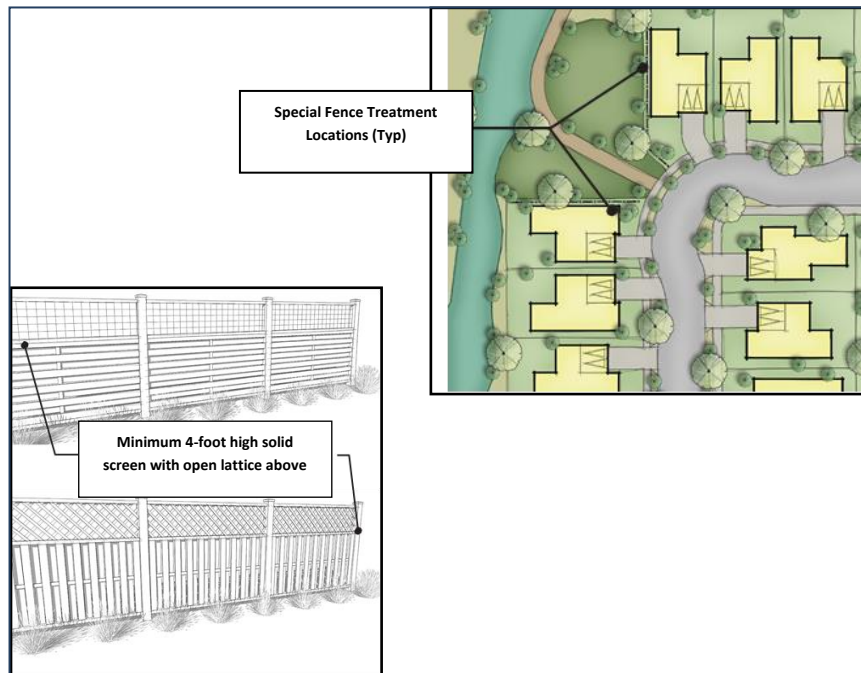 Special Fence Treatment
Locations (Typ)
Minimum 4-foot high solid
screen with open lattice above